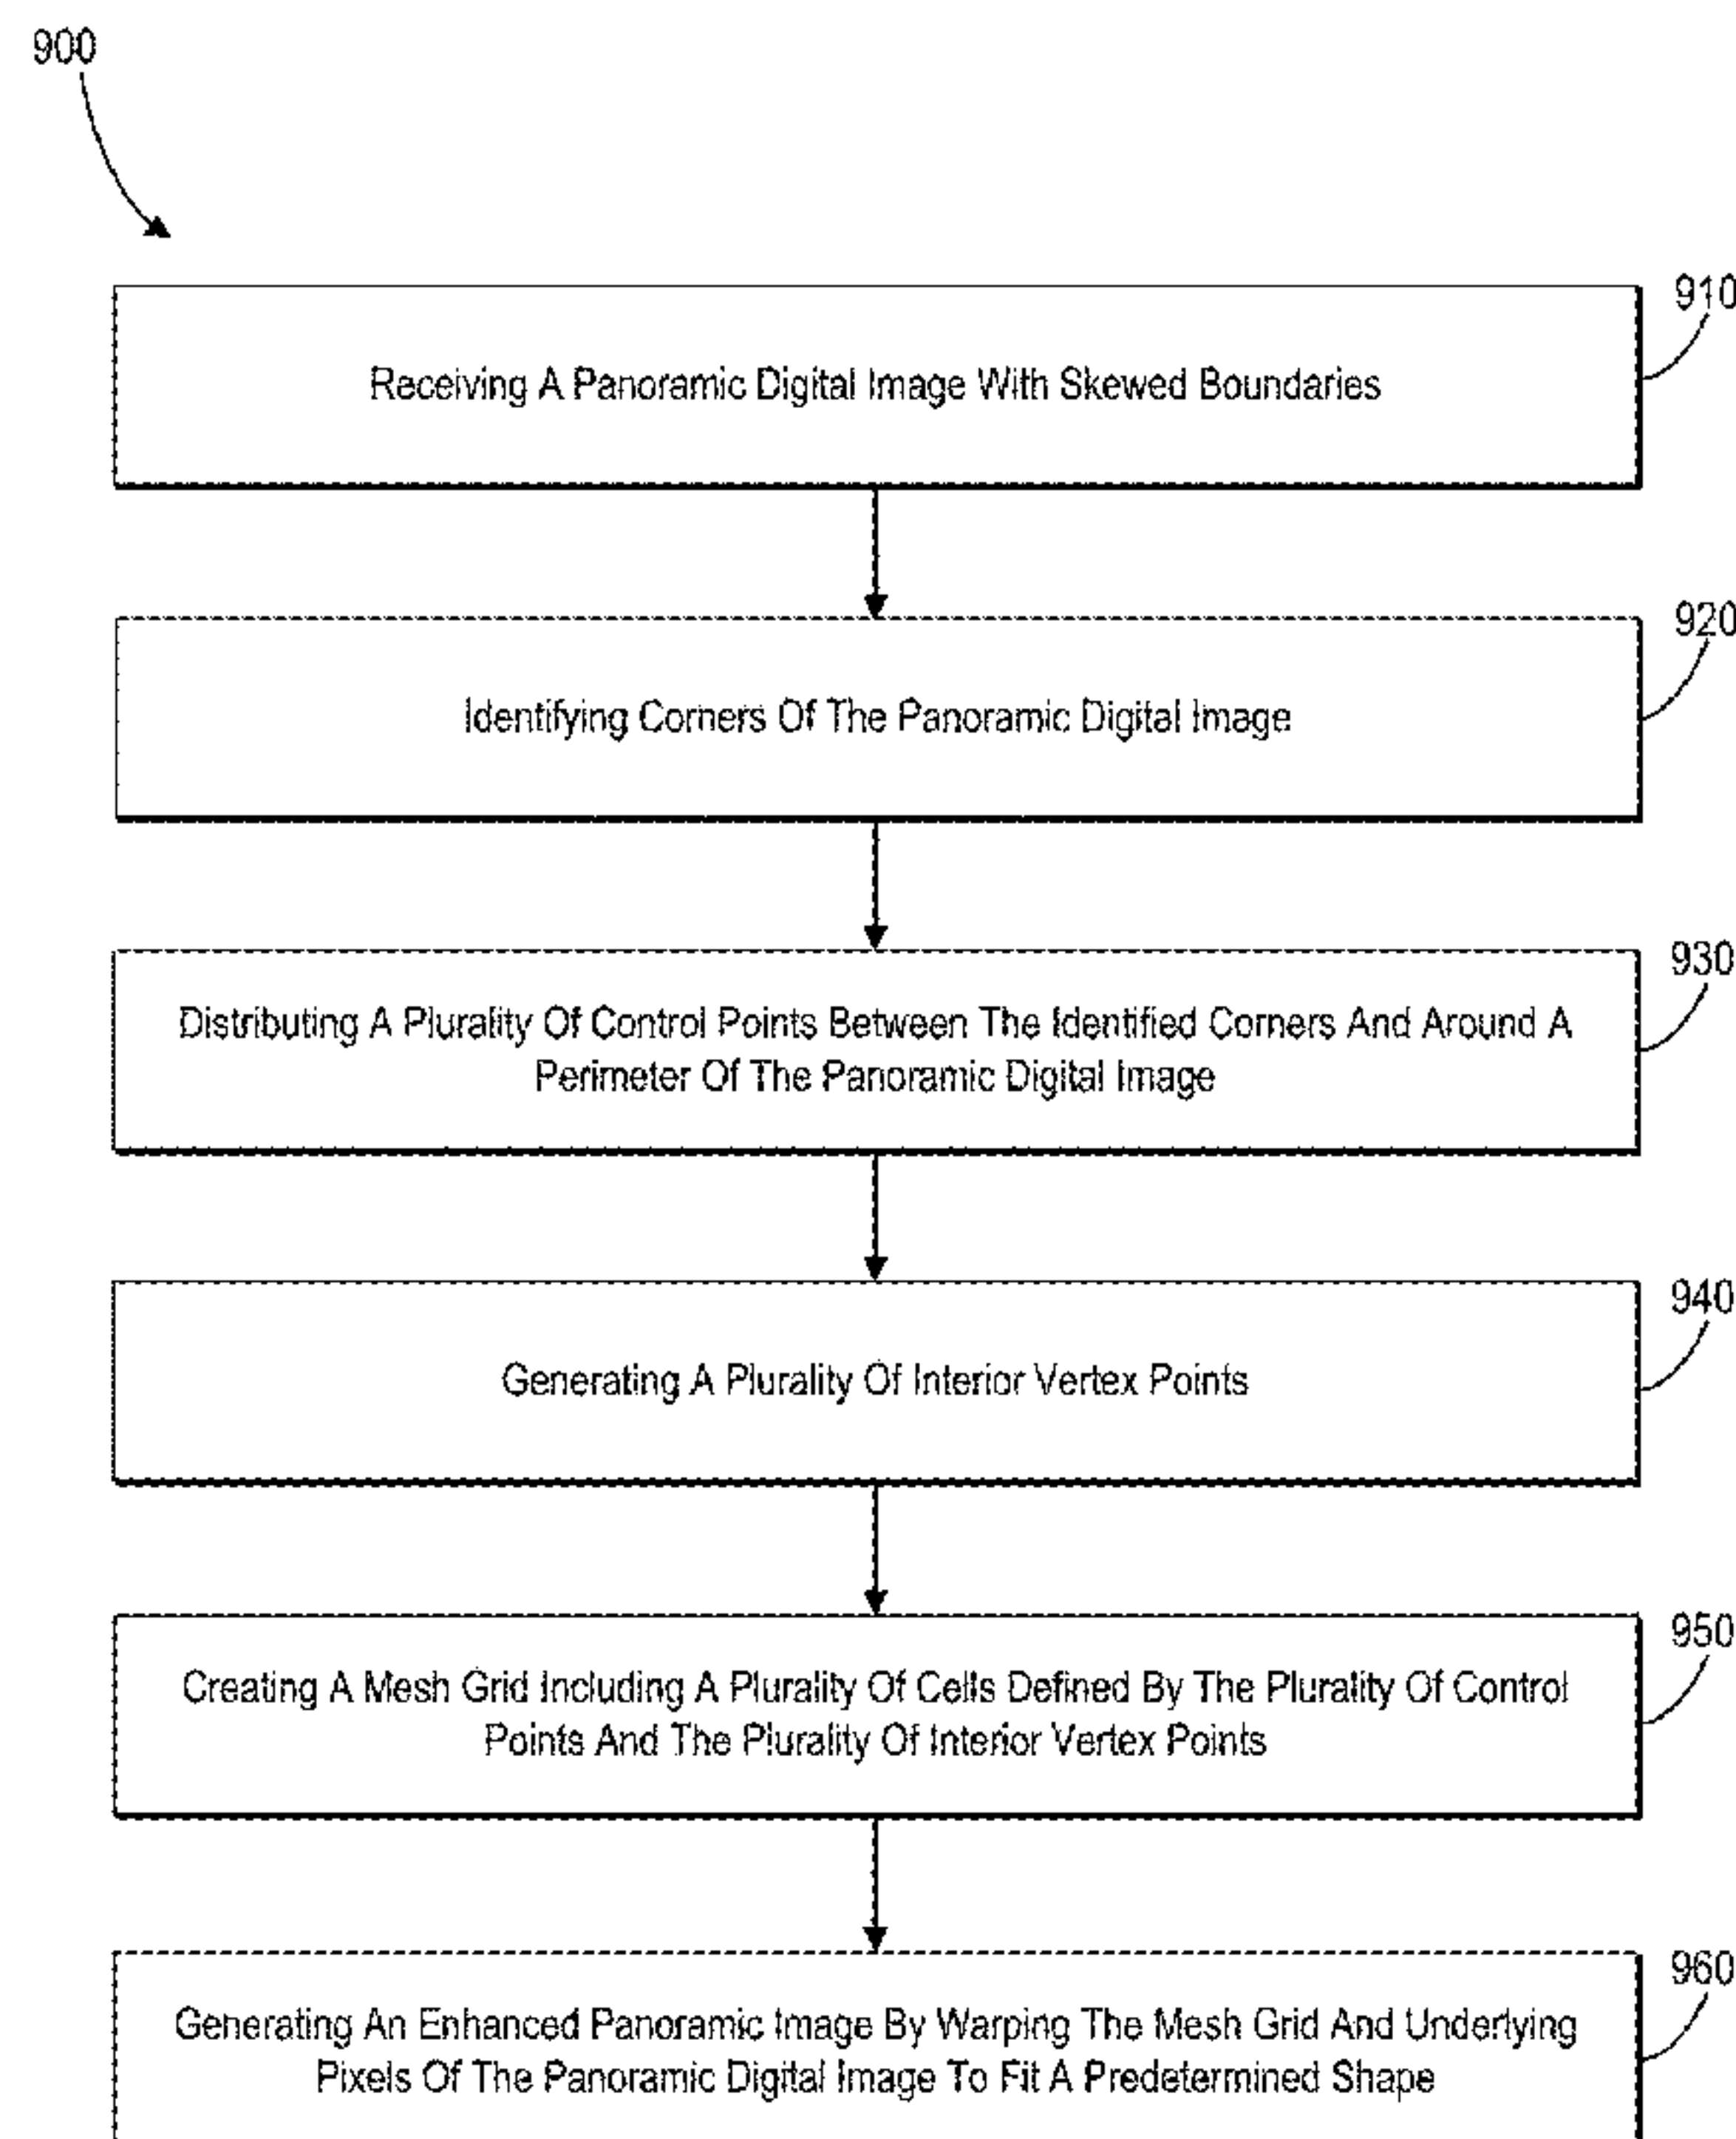 900
910
Receiving A Panoramic Digital Image With Skewed Boundaries
920
Identifying Corners Of The Panoramic Digital Image
930
Distributing A Plurality Of Control Points Between The Identified Corners And Around A
Perimeter Of The Panoramic Digital Image
940
Generating A Plurality Of Interior Vertex Points
950
Creating A Mesh Grid Including A Plurality Of Cells Defined By The Plurality Of Control
Points And The Plurality Of Interior Vertex Points
960
Generating An Enhanced Panoramic Image By Warping The Mesh Grid And Underlying
Pixels Of The Panoramic Digital Image To Fit A Predetermined Shape